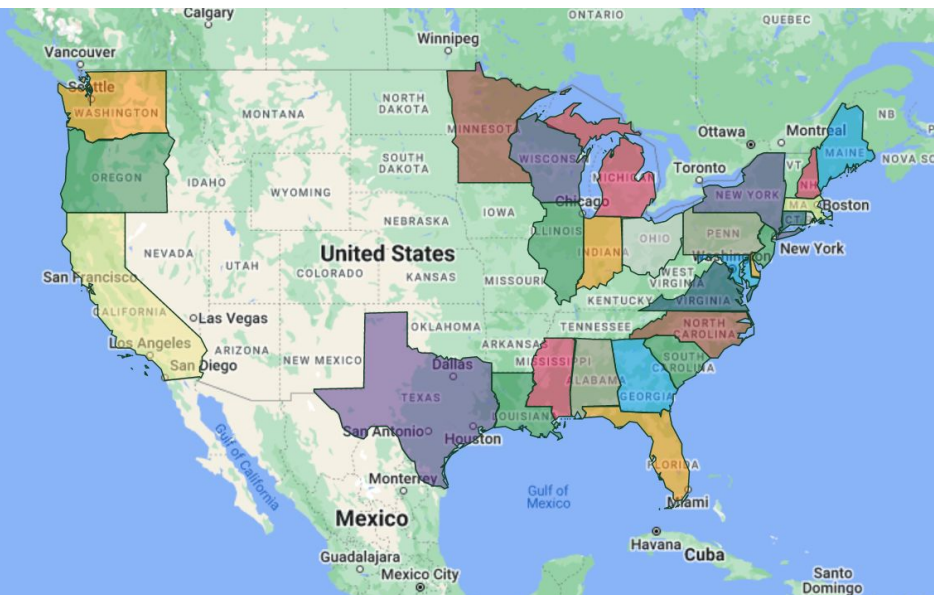 Calgary
ONTARIO
QUEBEC
Vancouver
Winnipeg
Seattle
WASHINGTON
MONTANA
NORTH
DAKOTA
MINNESOTA
Ottawa
Montreal
NB
MAINE
NOVA SC
OREGON
IDAHO
SOUTH
DAKOTA
WISCONS
MICHIGAN
Toronto
VT
NH
WYOMING
Chicago
NEW YORK
MA
Boston
CT
IOWA
NEBRASKA
ILLINOIS
INDIANA
OHIO
PENN
New York
NEVADA
UTAH
COLORADO
United States
KANSAS
MISSOURI
WEST
VIRGINIA
Washington
San Francisco
KENTUCKY
VIRGINIA
CALIFORNIA
Las Vegas
OKLAHOMA
TENNESSEE
NORTH
CAROLINA
Los Angeles
ARIZONA
NEW MEXICO
ARKANSA
MISSISSIPPI
ALABAMA
SOUTH
CAROLINA
San Diego
Dallas
TEXAS
GEORGIA
LOUISIANA
San Antonio
Houston
Gulf of California
Monterrey
FLORIDA
Gulf of
Mexico
Miami
Mexico
Havana
Cuba
Guadalajara
Mexico City
Santo
Domingo